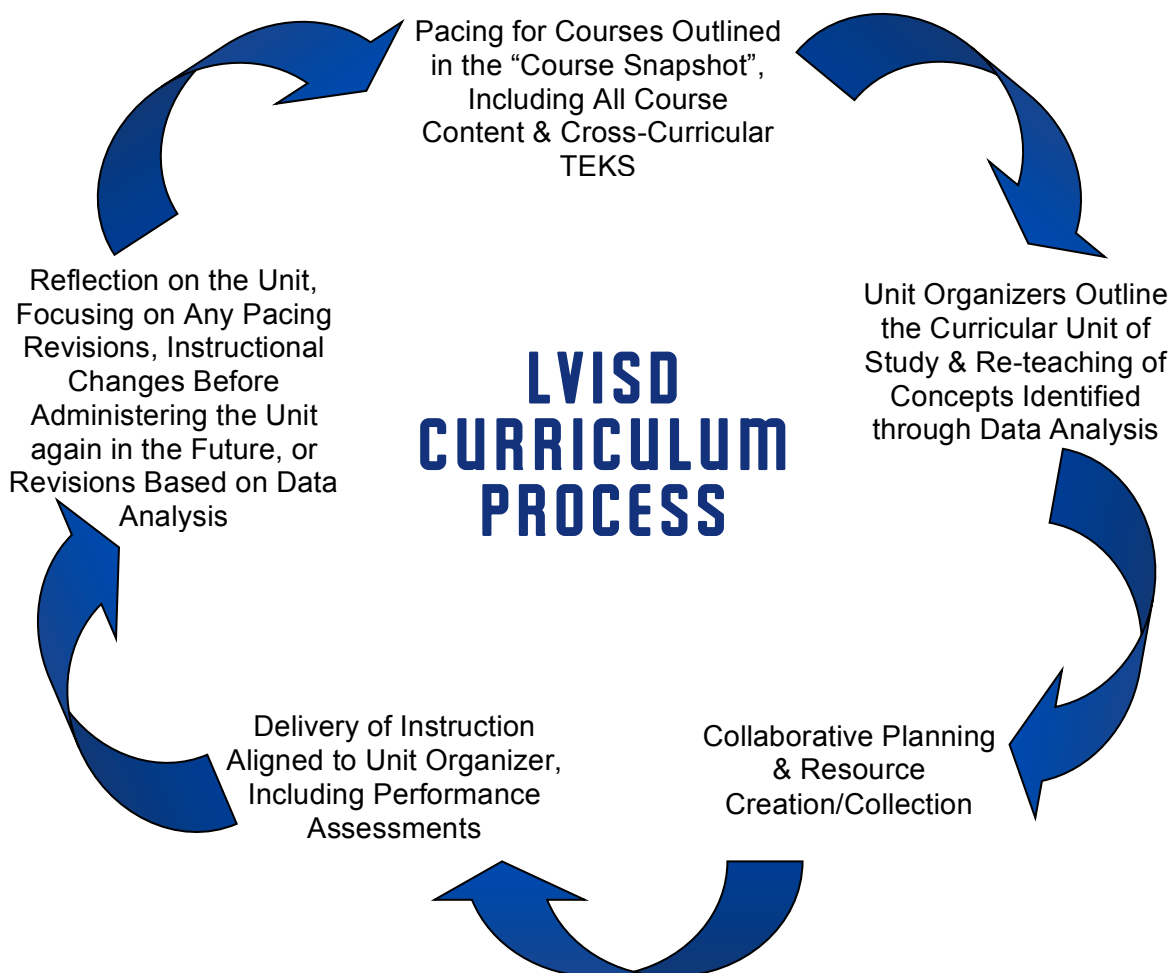 Pacing for Courses Outlined
in the “Course Snapshot”,
Including All Course
Content & Cross-Curricular
TEKS
Unit Organizers Outline
the Curricular Unit of
Study & Re-teaching of
Concepts Identified
through Data Analysis
Collaborative Planning
& Resource
Creation/Collection
Delivery of Instruction
Aligned to Unit Organizer,
Including Performance
Assessments
Reflection on the Unit,
Focusing on Any Pacing
Revisions, Instructional
Changes Before
Administering the Unit
again in the Future, or
Revisions Based on Data
Analysis
LVISD
CURRICULUM
PROCESS